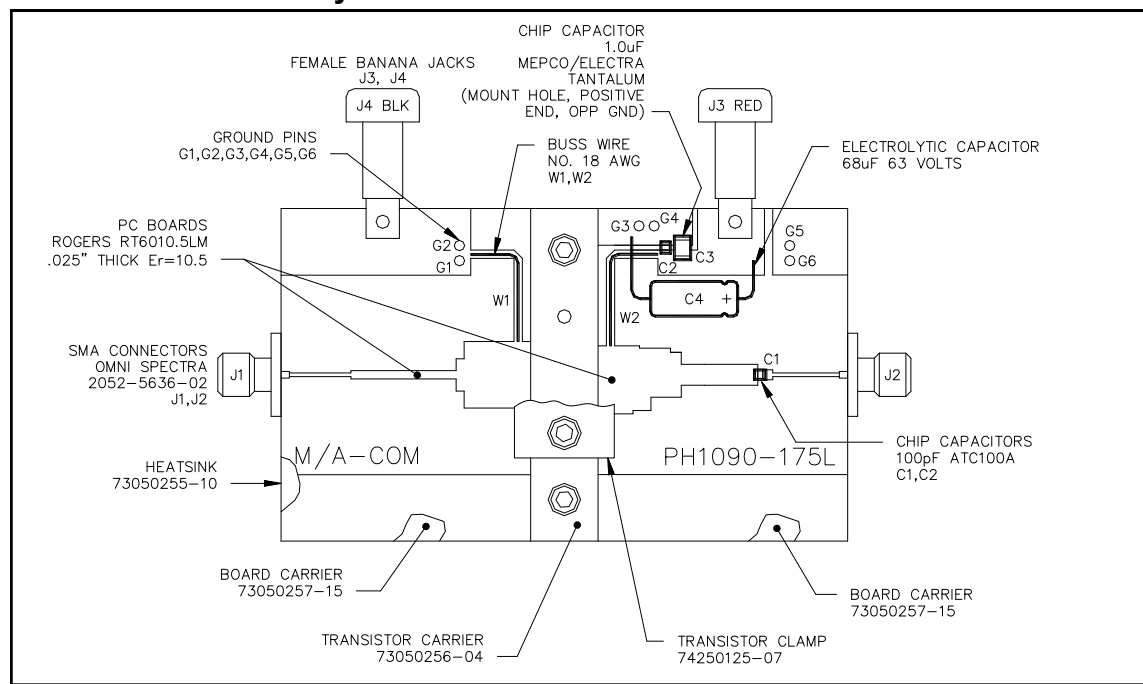 CHIP CAPACITOR
1.0uF
MEPCO/ELECTRA
TANTALUM
(MOUNT HOLE, POSITIVE
END, OPP GND)
FEMALE BANANA JACKS
J3, J4
J4 BLK
J3 RED
GROUND PINS
G1,G2,G3,G4,G5,G6
BUSS WIRE
NO. 18 AWG
W1,W2
ELECTROLYTIC CAPACITOR
68uF 63 VOLTS
PC BOARDS
ROGERS RT6010.5LM
.025" THICK Er=10.5
G2
G1
G3
G4
G5
G6
C2
C3
W1
W2
C4
+
SMA CONNECTORS
OMNI SPECTRA
2052-5636-02
J1,J2
J1
C1
J2
M/A-COM
PH1090-175L
CHIP CAPACITORS
100pF ATC100A
C1,C2
HEATSINK
73050255-10
BOARD CARRIER
73050257-15
BOARD CARRIER
73050257-15
TRANSISTOR CARRIER
73050256-04
TRANSISTOR CLAMP
74250125-07